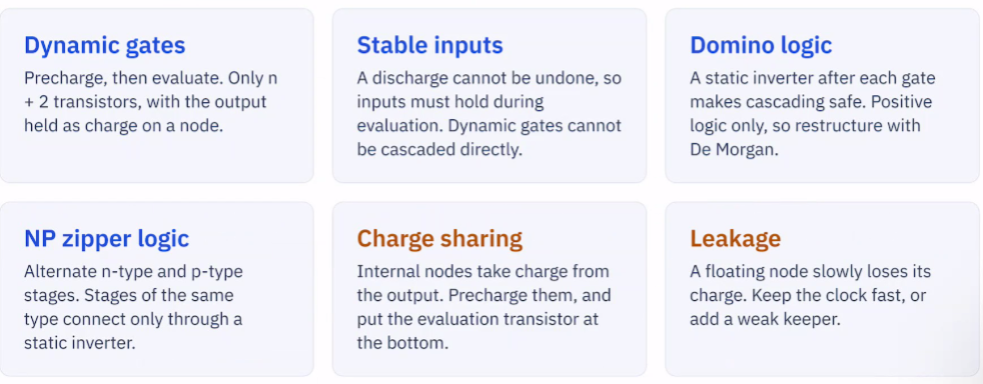 Dynamic gates
Precharge, then evaluate. Only n
+ 2 transistors, with the output
held as charge on a node.
Stable inputs
A discharge cannot be undone, so
inputs must hold during
evaluation. Dynamic gates cannot
be cascaded directly.
Domino logic
A static inverter after each gate
makes cascading safe. Positive
logic only, so restructure with
De Morgan.
NP zipper logic
Alternate n-type and p-type
stages. Stages of the same
type connect only through a
static inverter.
Charge sharing
Internal nodes take charge from
the output. Precharge them, and
put the evaluation transistor at
the bottom.
Leakage
A floating node slowly loses its
charge. Keep the clock fast, or
add a weak keeper.